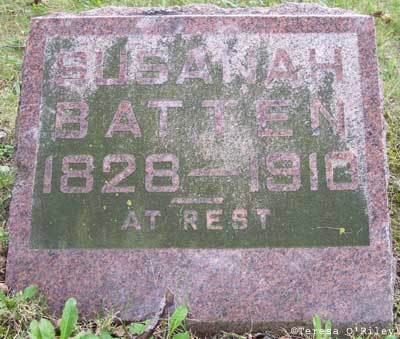 SUSANAH
BATTEN
1828—1910
AT REST
©Teresa O'Riley